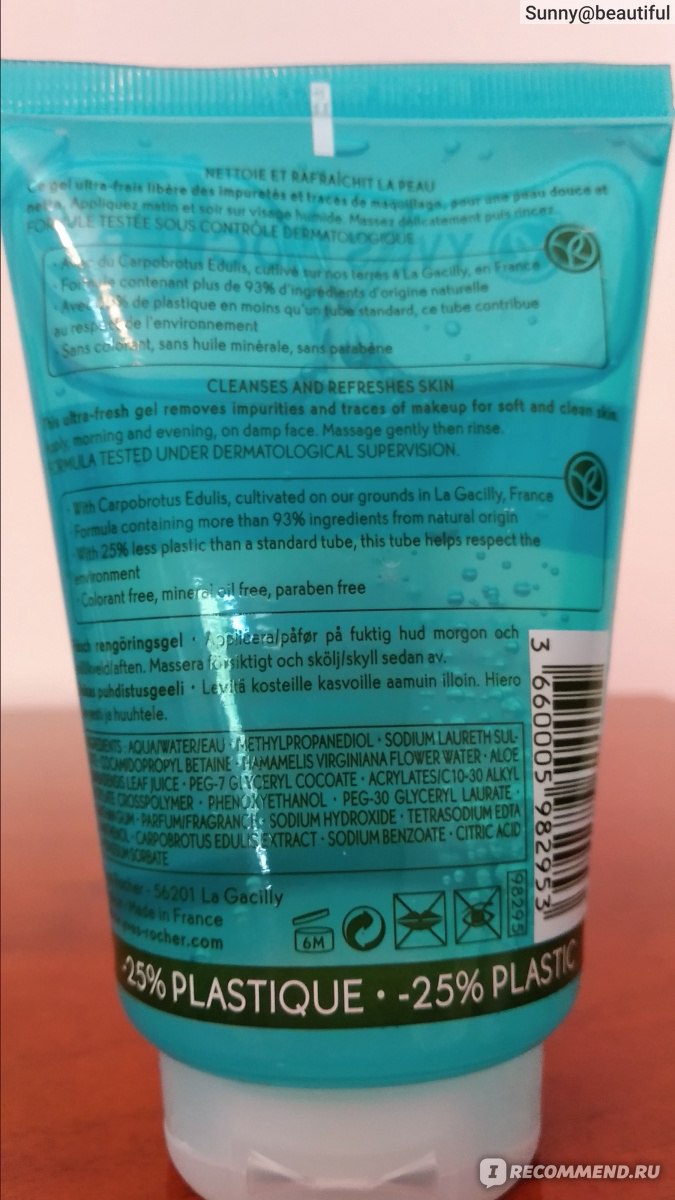 Sunny@beautiful
NETTOIE ET RAFRAÎCHIT LA PEAU
Ce gel ultra-frais libère des impuretés et traces de maquillage, pour une peau douce et
nette. Appliquez matin et soir sur visage humide. Massez délicatement puis rincez.
FORMULE TESTÉE SOUS CONTRÔLE DERMATOLOGIQUE
du Carpobrotus Edulis, cultivé sur nos terres à La Gacilly, en France
contenant plus de 93% d'ingrédients d'origine naturelle
de plastique en moins qu'un tube standard, ce tube contribue
au respect de l'environnement
Sans colorant, sans huile minérale, sans parabène
CLEANSES AND REFRESHES SKIN
This ultra-fresh gel removes impurities and traces of makeup for soft and clean skin.
morning and evening, on damp face. Massage gently then rinse.
FORMULA TESTED UNDER DERMATOLOGICAL SUPERVISION.
· With Carpobrotus Edulis, cultivated on our grounds in La Gacilly, France
· Formula containing more than 93% ingredients from natural origin
· With 25% less plastic than a standard tube, this tube helps respect the
environment
· Colorant free, mineral oil free, paraben free
rengöringsgel · Applicera/påfør på fuktig hud morgon och
Massera försiktigt och skölj/skyll sedan av.
puhdistusgeeli · Levitä kosteille kasvoille aamuin illoin. Hiero
ja huuhtele.
AQUA/WATER/EAU · METHYLPROPANEDIOL · SODIUM LAURETH SUL-
COCAMIDOPROPYL BETAINE · HAMAMELIS VIRGINIANA FLOWER WATER · ALOE
LEAF JUICE · PEG-7 GLYCERYL COCOATE · ACRYLATES/C10-30 ALKYL
CROSSPOLYMER · PHENOXYETHANOL · PEG-30 GLYCERYL LAURATE ·
GUM · PARFUM/FRAGRANCE · SODIUM HYDROXIDE · TETRASODIUM EDTA
· CARPOBROTUS EDULIS EXTRACT · SODIUM BENZOATE · CITRIC ACID
SORBATE
Rocher - 56201 La Gacilly
Made in France
yves-rocher.com
6M
98295
3 660005 982953
-25% PLASTIQUE · -25% PLASTIC
IRECOMMEND.RU